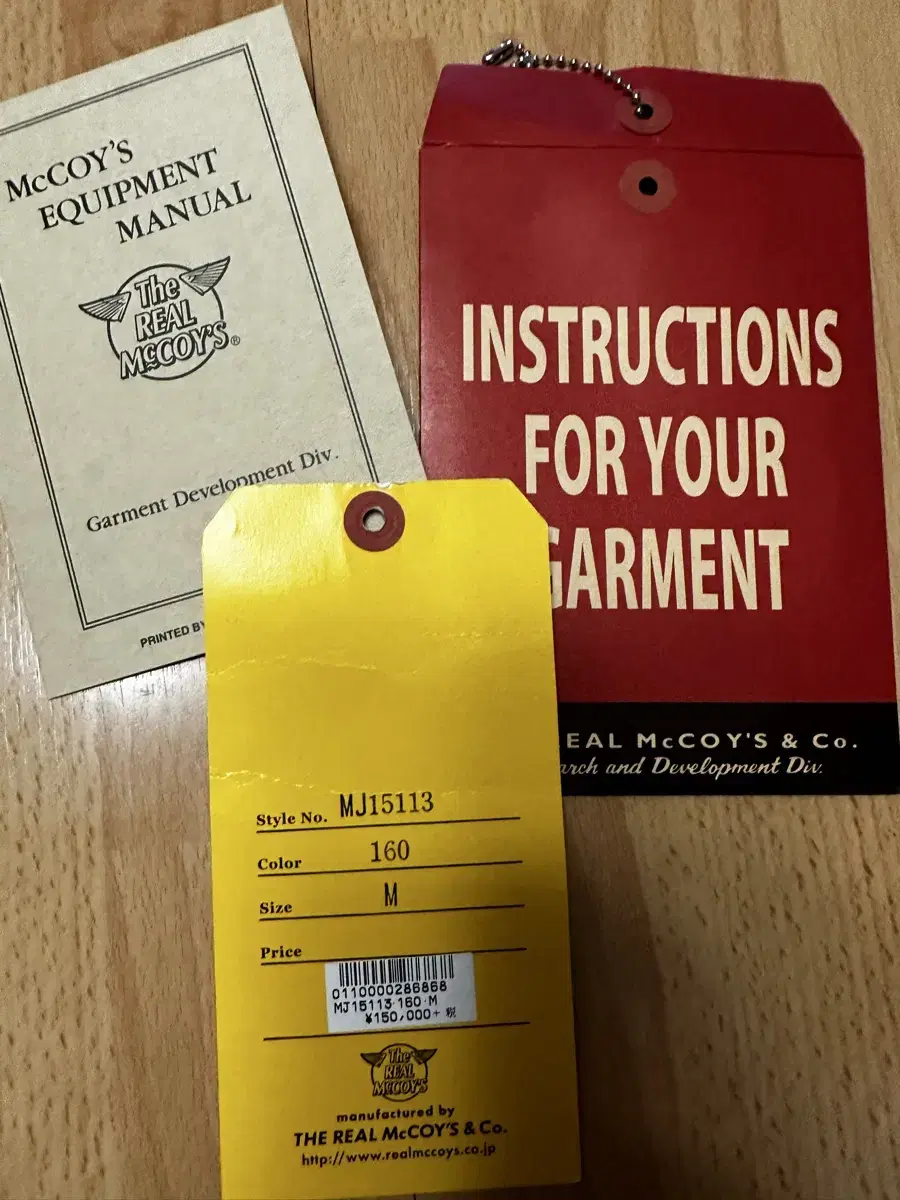 McCOY'S
EQUIPMENT
MANUAL
The
REAL
McCOY'S®
Garment Development Div.
PRINTED BY
INSTRUCTIONS
FOR YOUR
GARMENT
REAL McCOY'S & Co.
and Development Div.
Style No. MJ15113
Color 160
Size M
Price
0110000286868
MJ15113-160-M
¥150,000+ 税
The
REAL
McCOY'S
manufactured by
THE REAL McCOY'S & Co.
http://www.realmccoys.co.jp